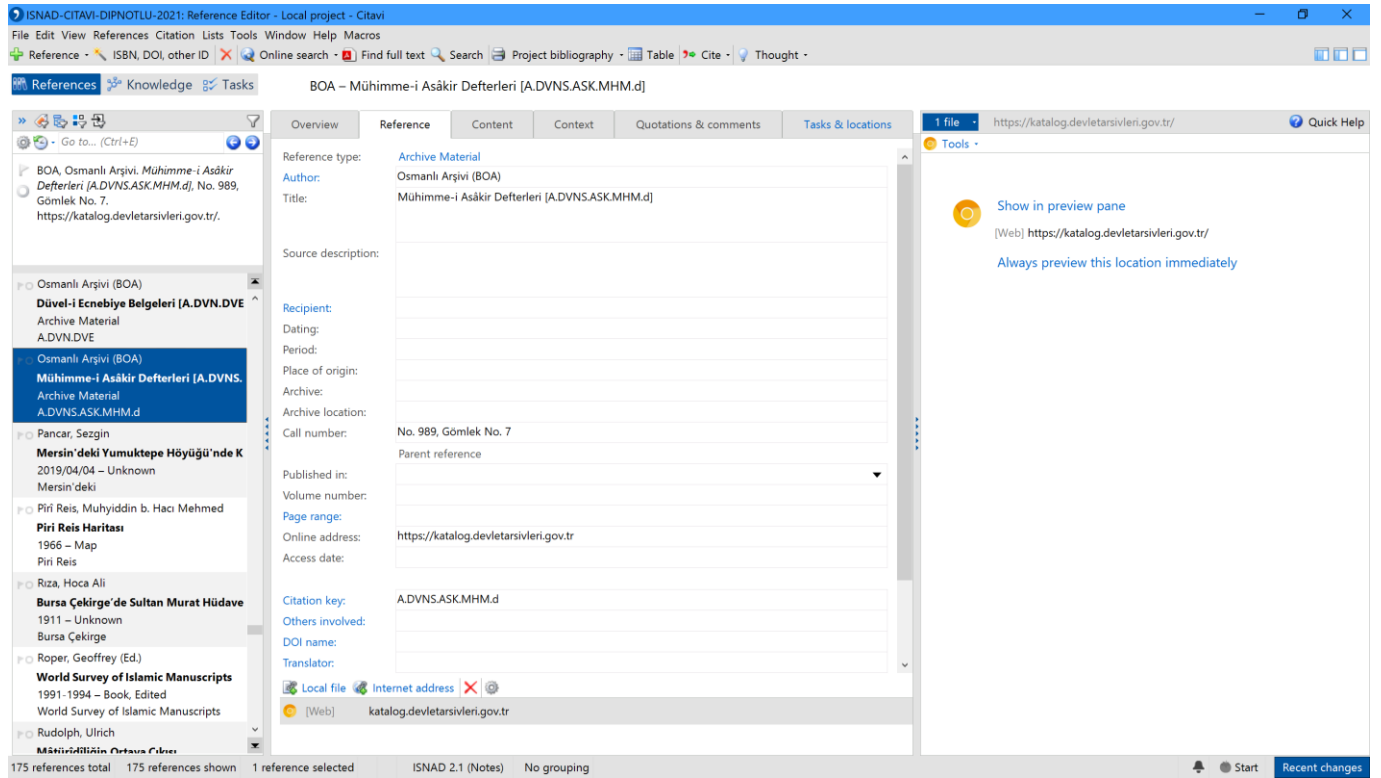 ISNAD-CITAVI-DIPNOTLU-2021: Reference Editor - Local project - Citavi
File Edit View References Citation Lists Tools Window Help Macros
Reference - ISBN, DOI, other ID Online search - Find full text Search Project bibliography - Table Cite - Thought -
References Knowledge Tasks BOA – Mühimme-i Asâkir Defterleri [A.DVNS.ASK.MHM.d]
Go to... (Ctrl+E)
BOA, Osmanlı Arşivi. Mühimme-i Asâkir
Defterleri [A.DVNS.ASK.MHM.d], No. 989,
Gömlek No. 7.
https://katalog.devletarsivleri.gov.tr/.
Osmanlı Arşivi (BOA)
Düvel-i Ecnebiye Belgeleri [A.DVN.DVE
Archive Material
A.DVN.DVE
Osmanlı Arşivi (BOA)
Mühimme-i Asâkir Defterleri [A.DVNS.
Archive Material
A.DVNS.ASK.MHM.d
Pancar, Sezgin
Mersin'deki Yumuktepe Höyüğü'nde K
2019/04/04 – Unknown
Mersin'deki
Pîrî Reis, Muhyiddin b. Hacı Mehmed
Piri Reis Haritası
1966 – Map
Piri Reis
Rıza, Hoca Ali
Bursa Çekirge’de Sultan Murat Hüdave
1911 – Unknown
Bursa Çekirge
Roper, Geoffrey (Ed.)
World Survey of Islamic Manuscripts
1991-1994 – Book, Edited
World Survey of Islamic Manuscripts
Rudolph, Ulrich
Mâtürîdîliğin Ortaya Çıkışı
Overview Reference Content Context Quotations & comments Tasks & locations
Reference type: Archive Material
Author: Osmanlı Arşivi (BOA)
Title: Mühimme-i Asâkir Defterleri [A.DVNS.ASK.MHM.d]
Source description:
Recipient:
Dating:
Period:
Place of origin:
Archive:
Archive location:
Call number: No. 989, Gömlek No. 7
Parent reference
Published in:
Volume number:
Page range:
Online address: https://katalog.devletarsivleri.gov.tr
Access date:
Citation key: A.DVNS.ASK.MHM.d
Others involved:
DOI name:
Translator:
Local file Internet address
[Web] katalog.devletarsivleri.gov.tr
1 file - https://katalog.devletarsivleri.gov.tr/ Quick Help
Tools -
Show in preview pane
[Web] https://katalog.devletarsivleri.gov.tr/
Always preview this location immediately
175 references total 175 references shown 1 reference selected ISNAD 2.1 (Notes) No grouping Start Recent changes